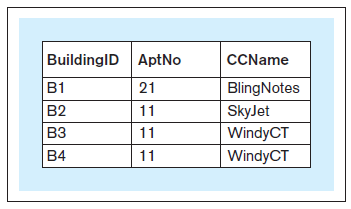 BuildingID AptNo CCName
B1 21 BlingNotes
B2 11 SkyJet
B3 11 WindyCT
B4 11 WindyCT